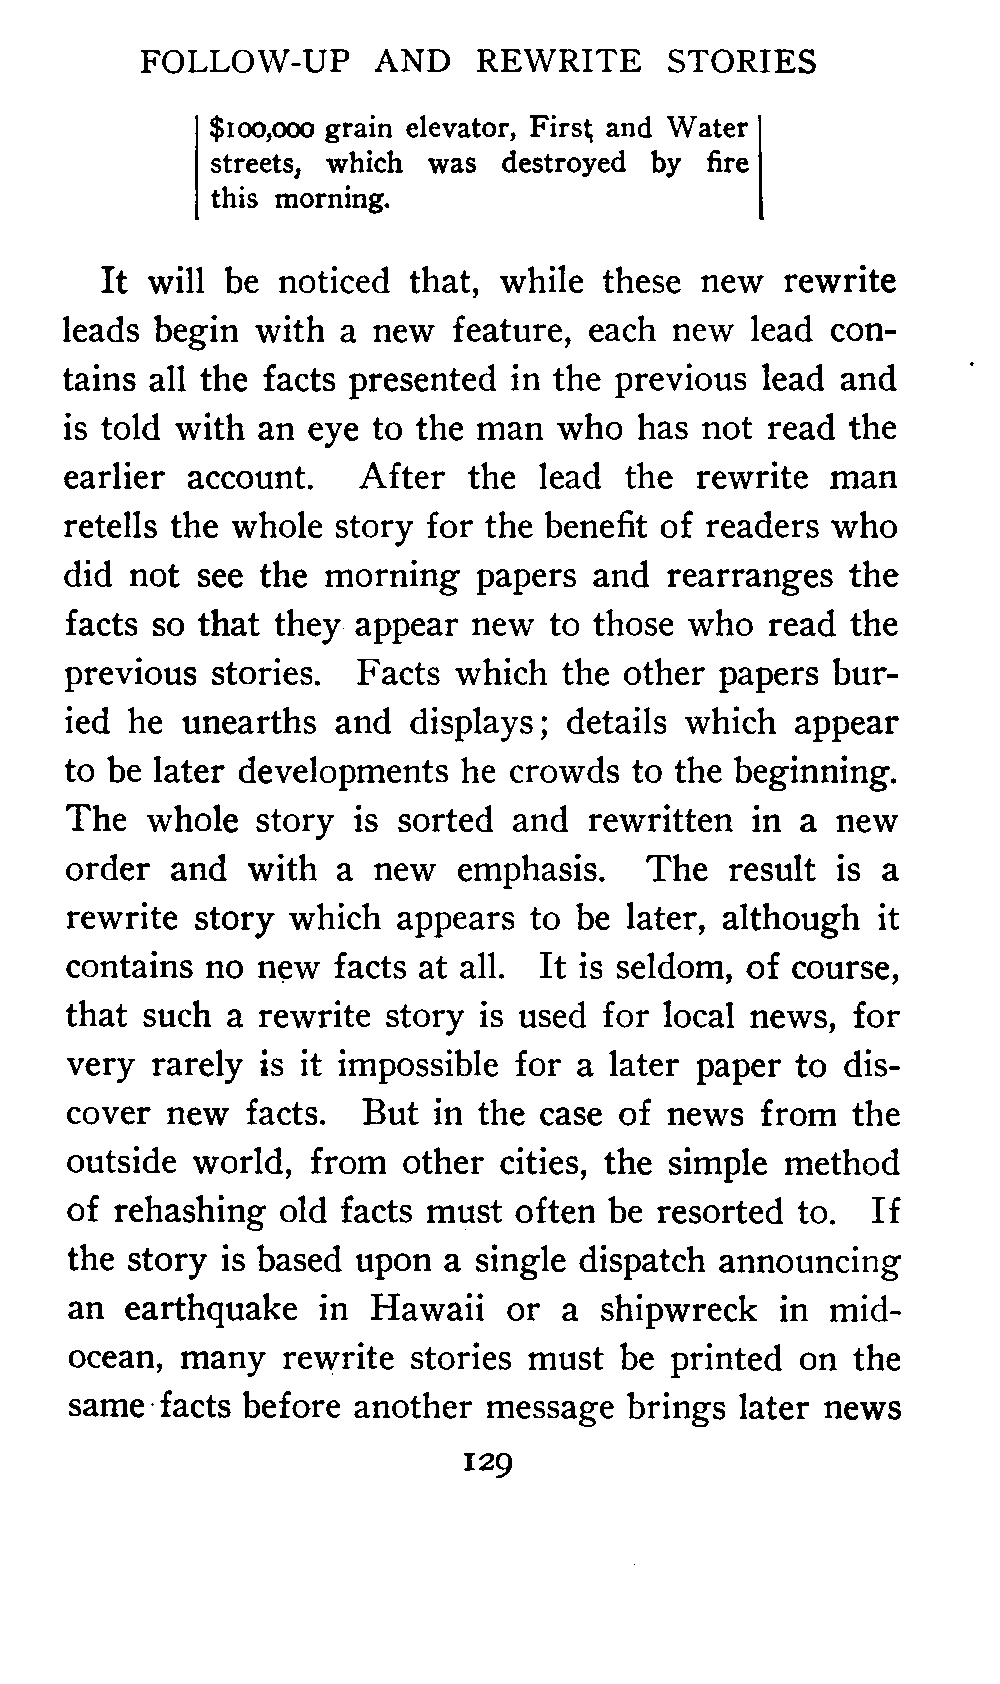 FOLLOW-UP AND REWRITE STORIES
$100,000 grain elevator, First and Water
streets, which was destroyed by fire
this morning.
It will be noticed that, while these new rewrite
leads begin with a new feature, each new lead con-
tains all the facts presented in the previous lead and
is told with an eye to the man who has not read the
earlier account. After the lead the rewrite man
retells the whole story for the benefit of readers who
did not see the morning papers and rearranges the
facts so that they appear new to those who read the
previous stories. Facts which the other papers bur-
ied he unearths and displays; details which appear
to be later developments he crowds to the beginning.
The whole story is sorted and rewritten in a new
order and with a new emphasis. The result is a
rewrite story which appears to be later, although it
contains no new facts at all. It is seldom, of course,
that such a rewrite story is used for local news, for
very rarely is it impossible for a later paper to dis-
cover new facts. But in the case of news from the
outside world, from other cities, the simple method
of rehashing old facts must often be resorted to. If
the story is based upon a single dispatch announcing
an earthquake in Hawaii or a shipwreck in mid-
ocean, many rewrite stories must be printed on the
same facts before another message brings later news
129